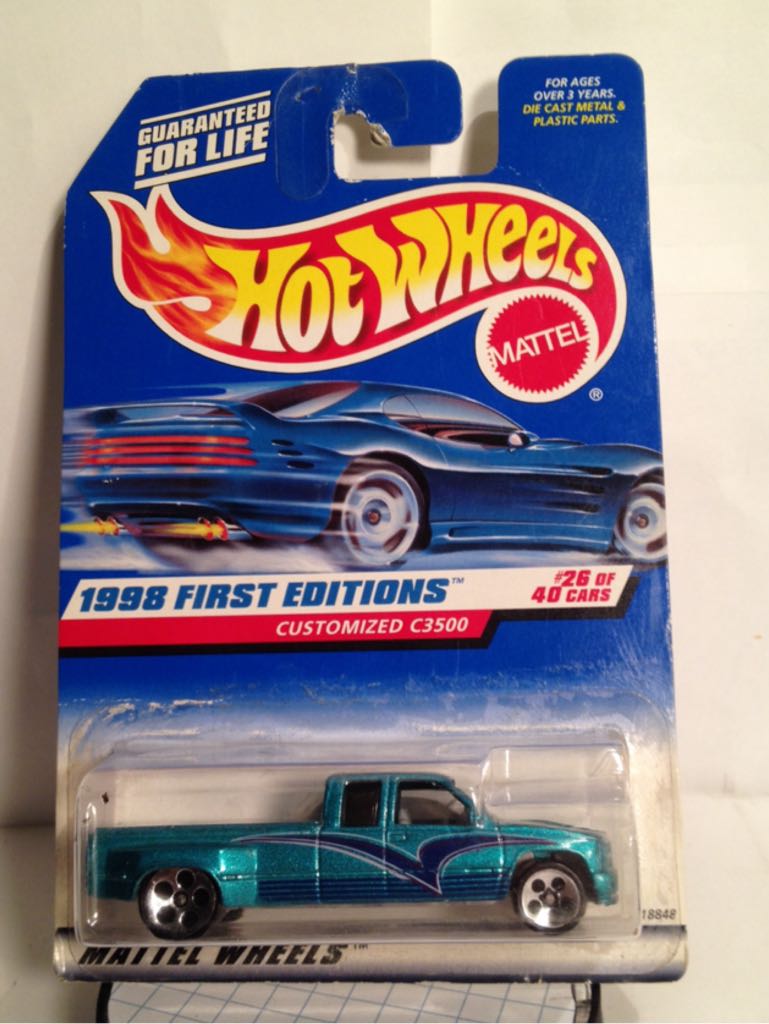 GUARANTEED
FOR LIFE
FOR AGES
OVER 3 YEARS.
DIE CAST METAL &
PLASTIC PARTS.
HOT WHEELS
MATTEL
®
1998 FIRST EDITIONS™
#26 OF
40 CARS
CUSTOMIZED C3500
18848
MATTEL WHEELS™